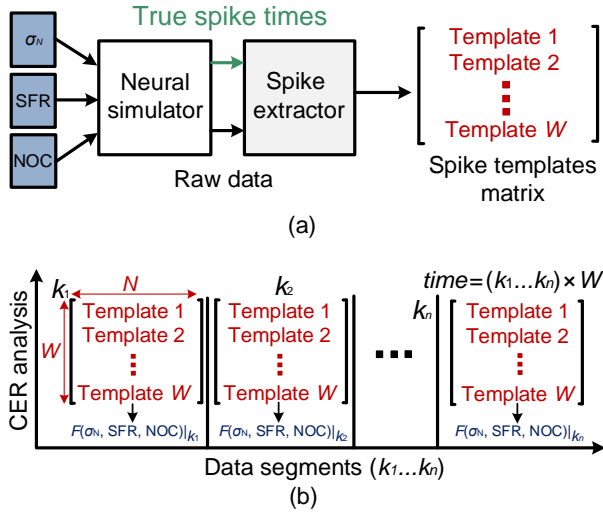 True spike times
σN
SFR
NOC
Neural simulator
Spike extractor
Raw data
Template 1
Template 2
Template W
Spike templates matrix
(a)
CER analysis
k1
N
W
Template 1
Template 2
Template W
F(σN, SFR, NOC)|k1
k2
Template 1
Template 2
Template W
F(σN, SFR, NOC)|k2
time=(k1...kn)×W
kn
Template 1
Template 2
Template W
F(σN, SFR, NOC)|kn
Data segments (k1...kn)
(b)